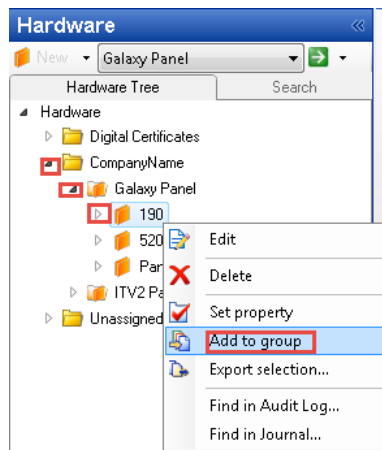 Hardware
New Galaxy Panel
Hardware Tree Search
Hardware
Digital Certificates
CompanyName
Galaxy Panel
190
520
Par
ITV2 Pa
Unassigned
Edit
Delete
Set property
Add to group
Export selection...
Find in Audit Log...
Find in Journal...